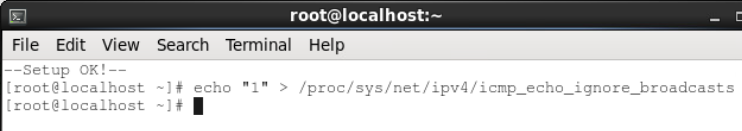 root@localhost:~
File Edit View Search Terminal Help
--Setup OK!--
[root@localhost ~]# echo "1" > /proc/sys/net/ipv4/icmp_echo_ignore_broadcasts
[root@localhost ~]#